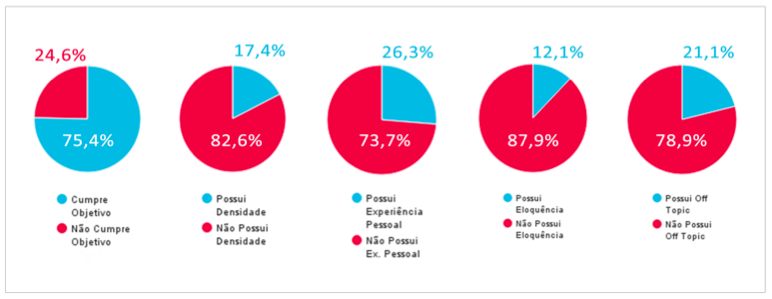 24,6%
75,4%
Cumpre
Objetivo
Não Cumpre
Objetivo
17,4%
82,6%
Possui
Densidade
Não Possui
Densidade
26,3%
73,7%
Possui
Experiência
Pessoal
Não Possui
Ex. Pessoal
12,1%
87,9%
Possui
Eloquência
Não Possui
Eloquência
21,1%
78,9%
Possui Off
Topic
Não Possui
Off Topic